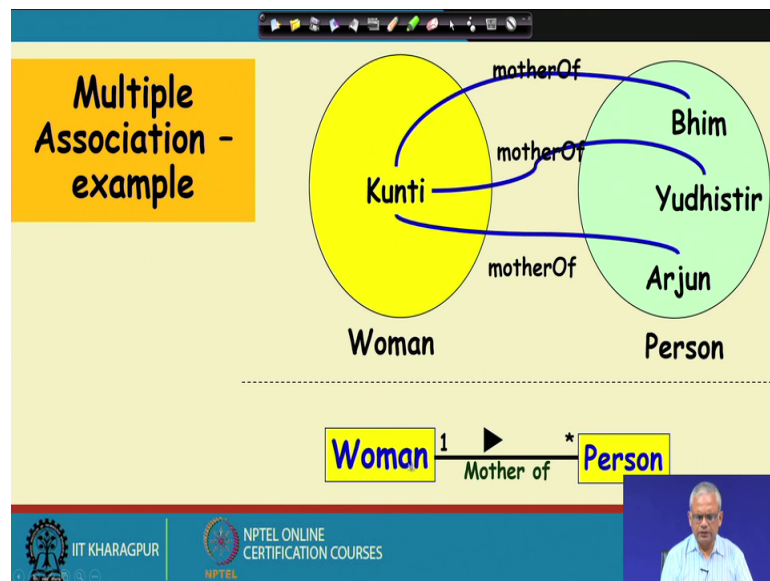 Multiple
Association -
example
motherOf
Bhim
motherOf
Kunti
Yudhistir
motherOf
Arjun
Woman
Person
1
*
Woman
Mother of
Person
IIT KHARAGPUR
NPTEL
NPTEL ONLINE
CERTIFICATION COURSES